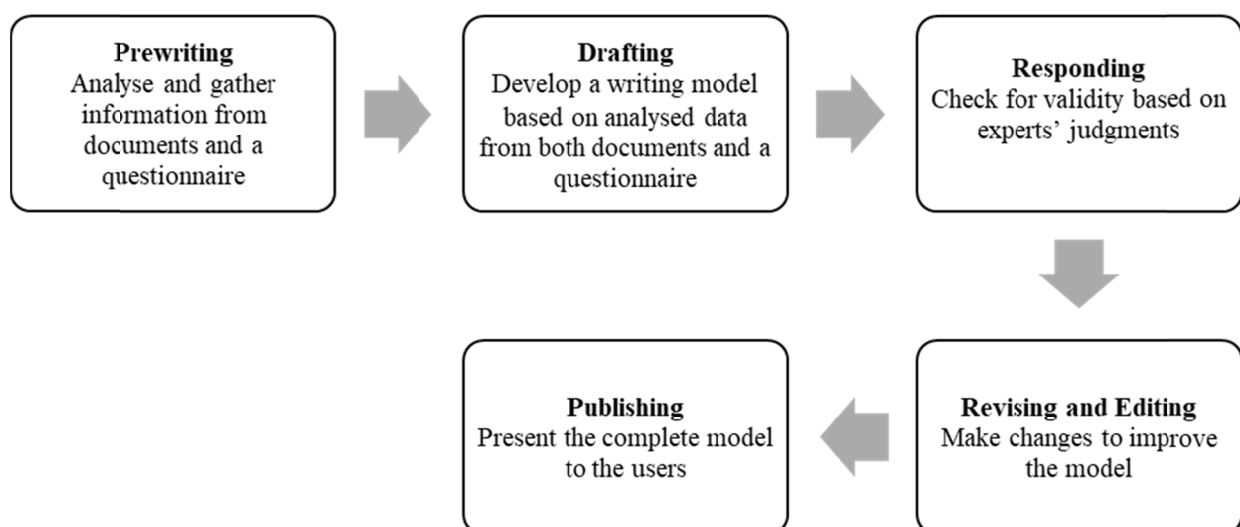 Prewriting
Analyse and gather
information from
documents and a
questionnaire
Drafting
Develop a writing model
based on analysed data
from both documents and a
questionnaire
Responding
Check for validity based on
experts’ judgments
Revising and Editing
Make changes to improve
the model
Publishing
Present the complete model
to the users